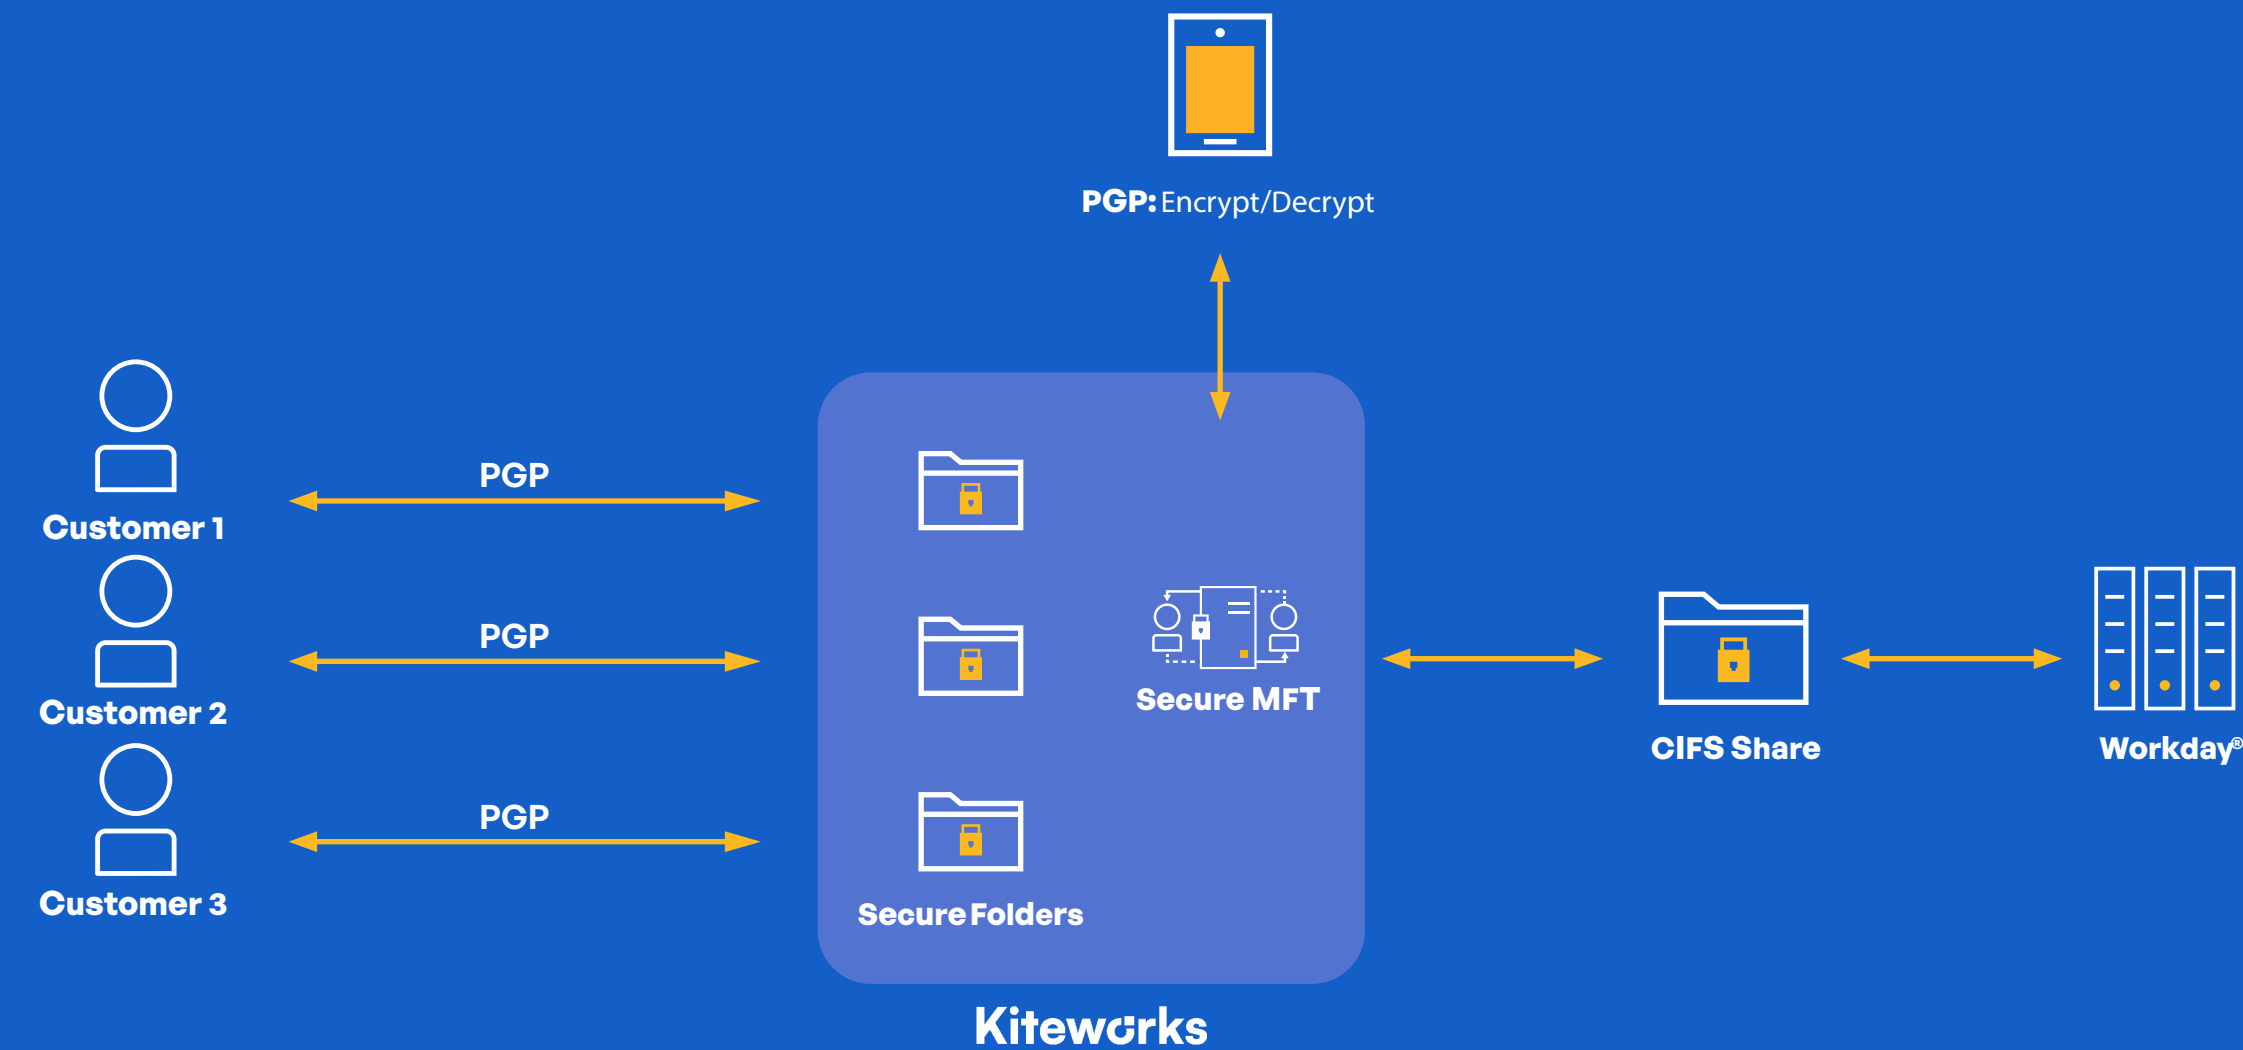 PGP: Encrypt/Decrypt
PGP
Customer 1
PGP
Customer 2
PGP
Customer 3
Secure MFT
Secure Folders
CIFS Share
Workday®
Kiteworks